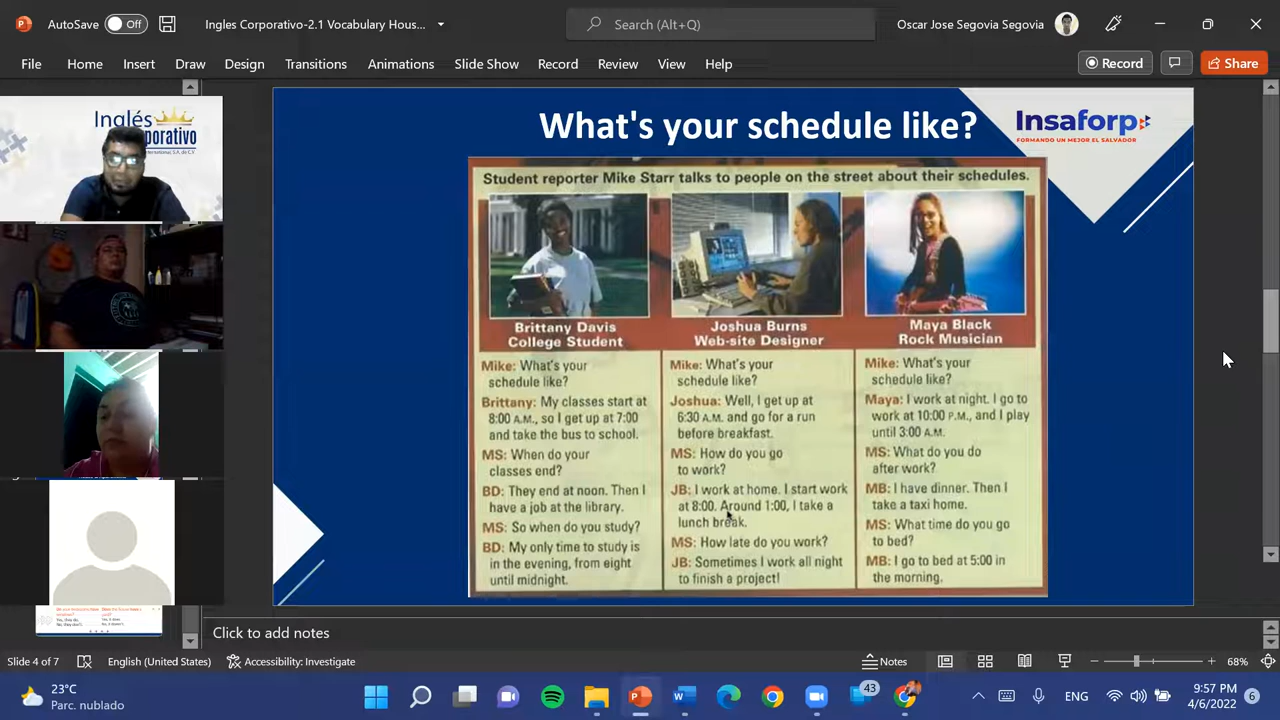 AutoSave
Off
Ingles Corporativo-2.1 Vocabulary Hous...
Search (Alt+Q)
Oscar Jose Segovia Segovia
File
Home
Insert
Draw
Design
Transitions
Animations
Slide Show
Record
Review
View
Help
Record
Share
Inglés
What's your schedule like?
Insaforp
FORMANDO UN MEJOR EL SALVADOR
Student reporter Mike Starr talks to people on the street about their schedules.
Brittany Davis
College Student
Mike: What's your
schedule like?
Brittany: My classes start at
8:00 A.M., so I get up at 7:00
and take the bus to school.
MS: When do your
classes end?
BD: They end at noon. Then I
have a job at the library.
MS: So when do you study?
BD: My only time to study is
in the evening, from eight
until midnight.
Joshua Burns
Web-site Designer
Mike: What's your
schedule like?
Joshua: Well, I get up at
6:30 A.M. and go for a run
before breakfast.
MS: How do you go
to work?
JB: I work at home. I start work
at 8:00. Around 1:00, I take a
lunch break.
MS: How late do you work?
JB: Sometimes I work all night
to finish a project!
Maya Black
Rock Musician
Mike: What's your
schedule like?
Maya: I work at night. I go to
work at 10:00 P.M., and I play
until 3:00 A.M.
MS: What do you do
after work?
MB: I have dinner. Then I
take a taxi home.
MS: What time do you go
to bed?
MB: I go to bed at 5:00 in
the morning.
Click to add notes
Slide 4 of 7
English (United States)
Accessibility: Investigate
Notes
68%
23°C
Parc. nublado
43
ENG
9:57 PM
4/6/2022
6